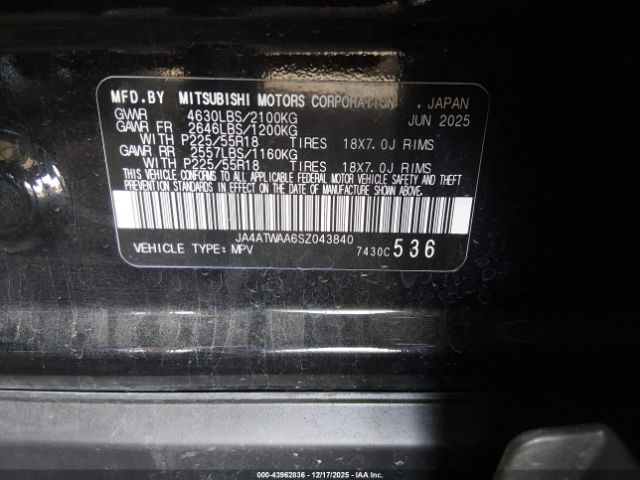 MFD.BY MITSUBISHI MOTORS CORPORATION , JAPAN
GVWR 4630LBS/2100KG JUN 2025
GAWR FR 2646LBS/1200KG
WITH P225/55R18 TIRES 18X7.0J RIMS
GAWR RR 2557LBS/1160KG
WITH P225/55R18 TIRES 18X7.0J RIMS
THIS VEHICLE CONFORMS TO ALL APPLICABLE FEDERAL MOTOR VEHICLE SAFETY AND THEFT
PREVENTION STANDARDS IN EFFECT ON THE DATE OF MANUFACTURE SHOWN ABOVE.
JA4ATWAA6SZ043840
VEHICLE TYPE: MPV 7430C 536
000-43962836 - 12/17/2025 - IAA Inc.